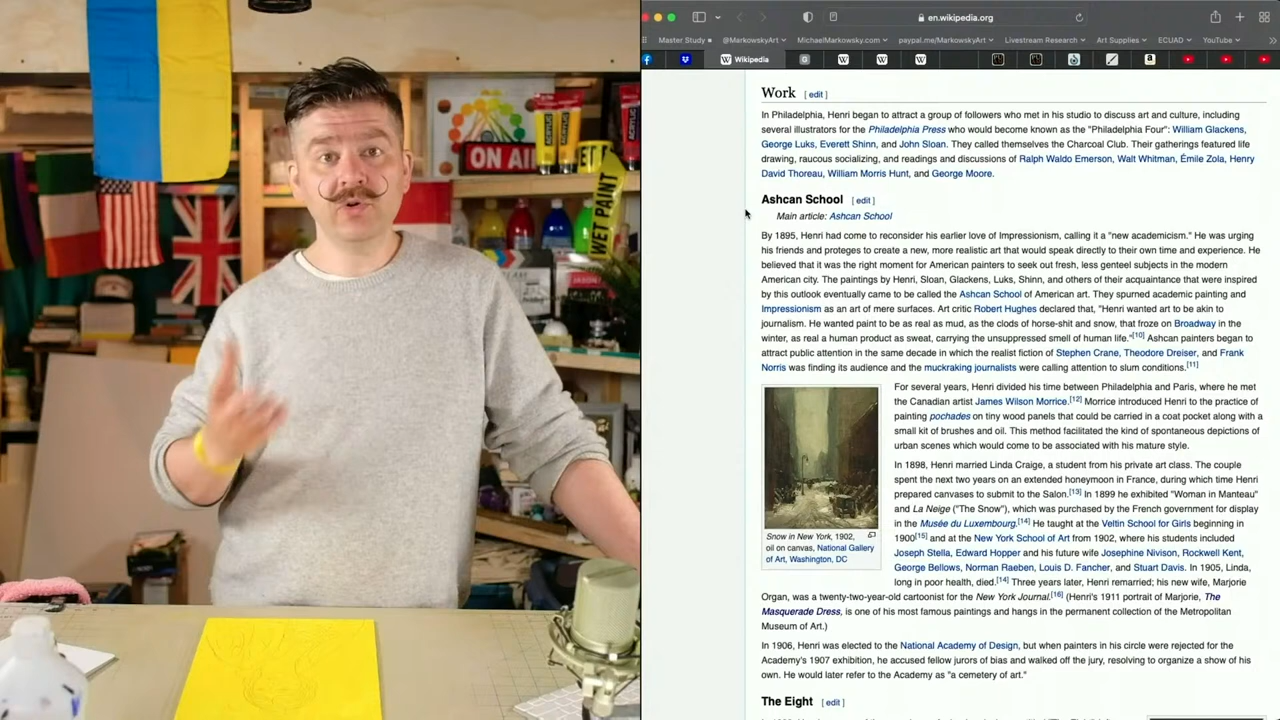 ON AIR
ACRYLIC
ACRYLIC
WET PAINT
en.wikipedia.org
Master Study
@MarkowskyArt
MichaelMarkowsky.com
paypal.me/MarkowskyArt
Livestream Research
Art Supplies
ECUAD
YouTube
Wikipedia
Work [ edit ]
In Philadelphia, Henri began to attract a group of followers who met in his studio to discuss art and culture, including
several illustrators for the Philadelphia Press who would become known as the "Philadelphia Four": William Glackens,
George Luks, Everett Shinn, and John Sloan. They called themselves the Charcoal Club. Their gatherings featured life
drawing, raucous socializing, and readings and discussions of Ralph Waldo Emerson, Walt Whitman, Émile Zola, Henry
David Thoreau, William Morris Hunt, and George Moore.
Ashcan School [ edit ]
Main article: Ashcan School
By 1895, Henri had come to reconsider his earlier love of Impressionism, calling it a "new academicism." He was urging
his friends and proteges to create a new, more realistic art that would speak directly to their own time and experience. He
believed that it was the right moment for American painters to seek out fresh, less genteel subjects in the modern
American city. The paintings by Henri, Sloan, Glackens, Luks, Shinn, and others of their acquaintance that were inspired
by this outlook eventually came to be called the Ashcan School of American art. They spurned academic painting and
Impressionism as an art of mere surfaces. Art critic Robert Hughes declared that, "Henri wanted art to be akin to
journalism. He wanted paint to be as real as mud, as the clods of horse-shit and snow, that froze on Broadway in the
winter, as real a human product as sweat, carrying the unsuppressed smell of human life."[10] Ashcan painters began to
attract public attention in the same decade in which the realist fiction of Stephen Crane, Theodore Dreiser, and Frank
Norris was finding its audience and the muckraking journalists were calling attention to slum conditions.[11]
For several years, Henri divided his time between Philadelphia and Paris, where he met
the Canadian artist James Wilson Morrice.[12] Morrice introduced Henri to the practice of
painting pochades on tiny wood panels that could be carried in a coat pocket along with a
small kit of brushes and oil. This method facilitated the kind of spontaneous depictions of
urban scenes which would come to be associated with his mature style.
Snow in New York, 1902,
oil on canvas, National Gallery
of Art, Washington, DC
In 1898, Henri married Linda Craige, a student from his private art class. The couple
spent the next two years on an extended honeymoon in France, during which time Henri
prepared canvases to submit to the Salon.[13] In 1899 he exhibited "Woman in Manteau"
and La Neige ("The Snow"), which was purchased by the French government for display
in the Musée du Luxembourg.[14] He taught at the Veltin School for Girls beginning in
1900[15] and at the New York School of Art from 1902, where his students included
Joseph Stella, Edward Hopper and his future wife Josephine Nivison, Rockwell Kent,
George Bellows, Norman Raeben, Louis D. Fancher, and Stuart Davis. In 1905, Linda,
long in poor health, died.[14] Three years later, Henri remarried; his new wife, Marjorie
Organ, was a twenty-two-year-old cartoonist for the New York Journal.[16] (Henri's 1911 portrait of Marjorie, The
Masquerade Dress, is one of his most famous paintings and hangs in the permanent collection of the Metropolitan
Museum of Art.)
In 1906, Henri was elected to the National Academy of Design, but when painters in his circle were rejected for the
Academy's 1907 exhibition, he accused fellow jurors of bias and walked off the jury, resolving to organize a show of his
own. He would later refer to the Academy as "a cemetery of art."
The Eight [ edit ]